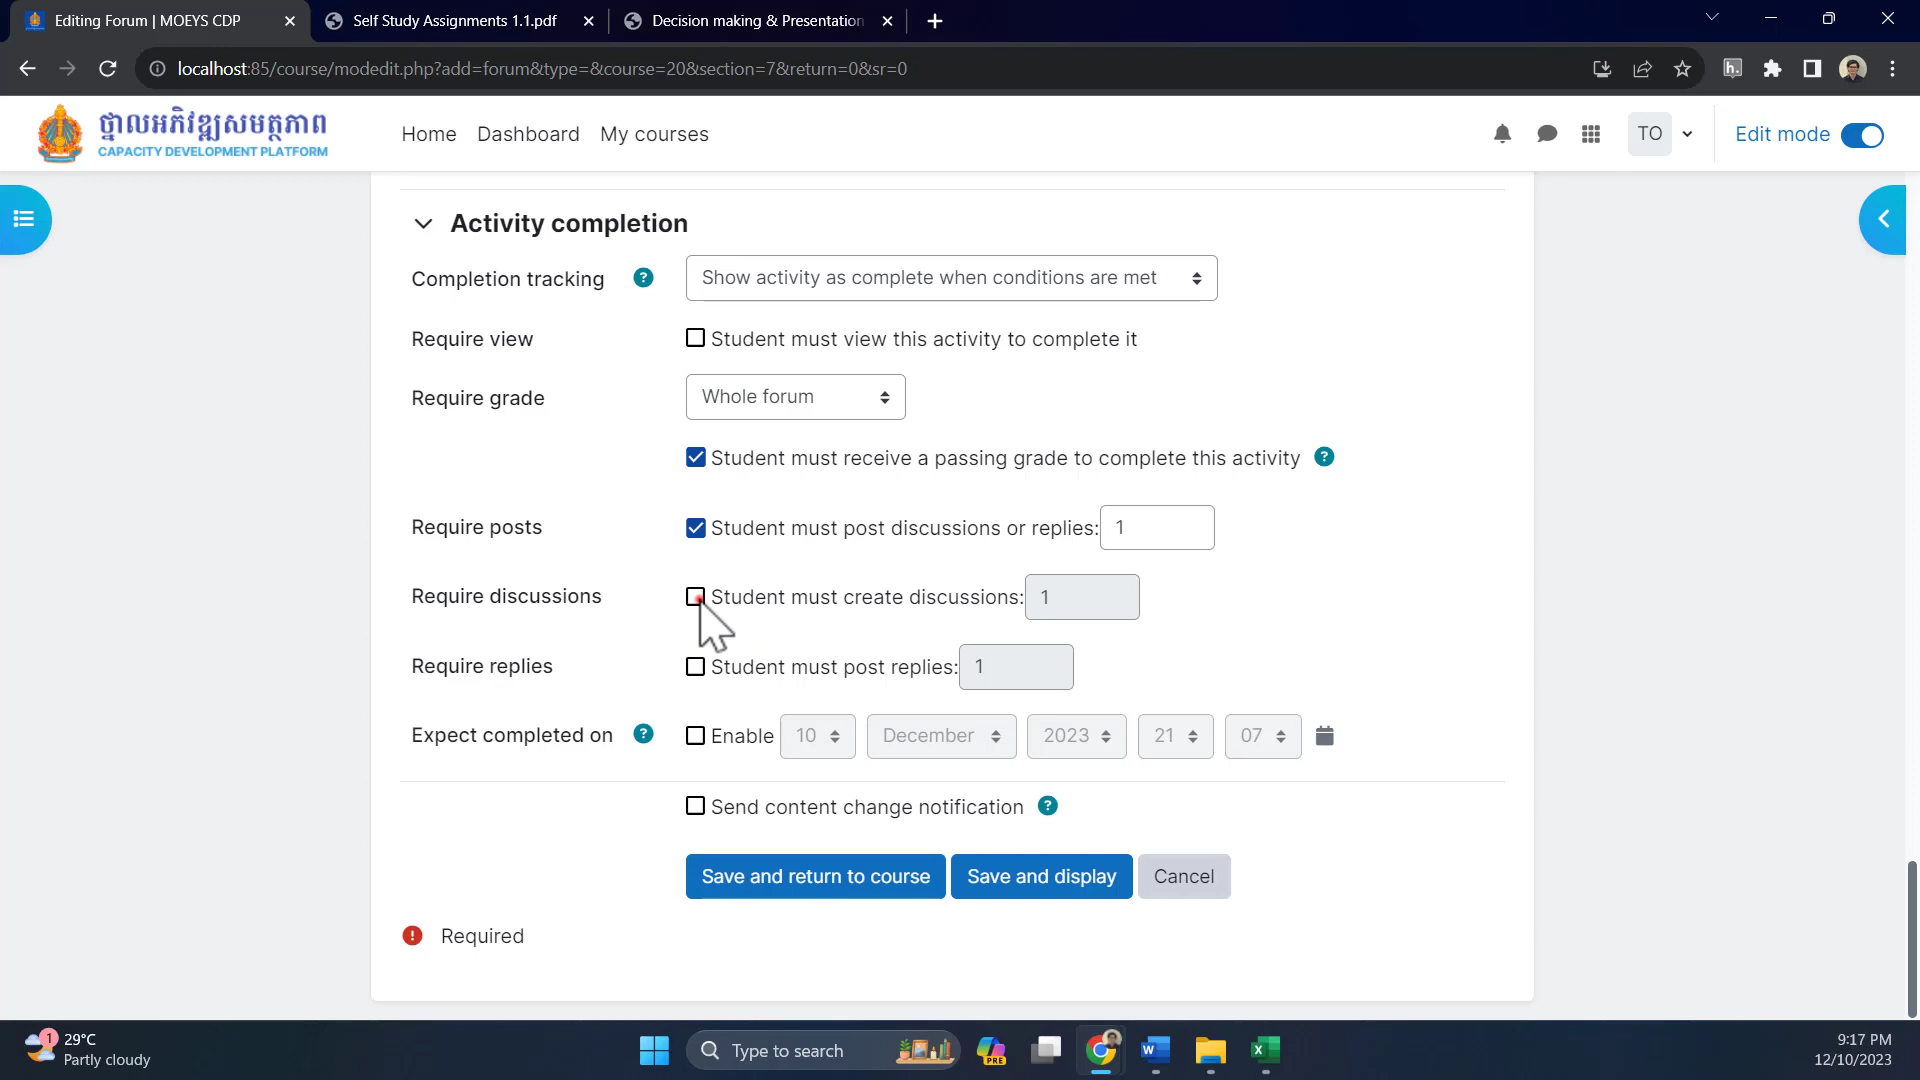 Editing Forum | MOEYS CDP
Self Study Assignments 1.1.pdf
Decision making & Presentation
localhost:85/course/modedit.php?add=forum&type=&course=20&section=7&return=0&sr=0
h.
ថ្នាលអភិវឌ្ឍសមត្ថភាព
CAPACITY DEVELOPMENT PLATFORM
Home Dashboard My courses
TO
Edit mode
Activity completion
Completion tracking ? Show activity as complete when conditions are met
Require view Student must view this activity to complete it
Require grade Whole forum
Student must receive a passing grade to complete this activity ?
Require posts Student must post discussions or replies: 1
Require discussions Student must create discussions: 1
Require replies Student must post replies: 1
Expect completed on ? Enable 10 December 2023 21 07
Send content change notification ?
Save and return to course Save and display Cancel
! Required
1 29°C
Partly cloudy
Type to search
PRE
W
X
9:17 PM
12/10/2023